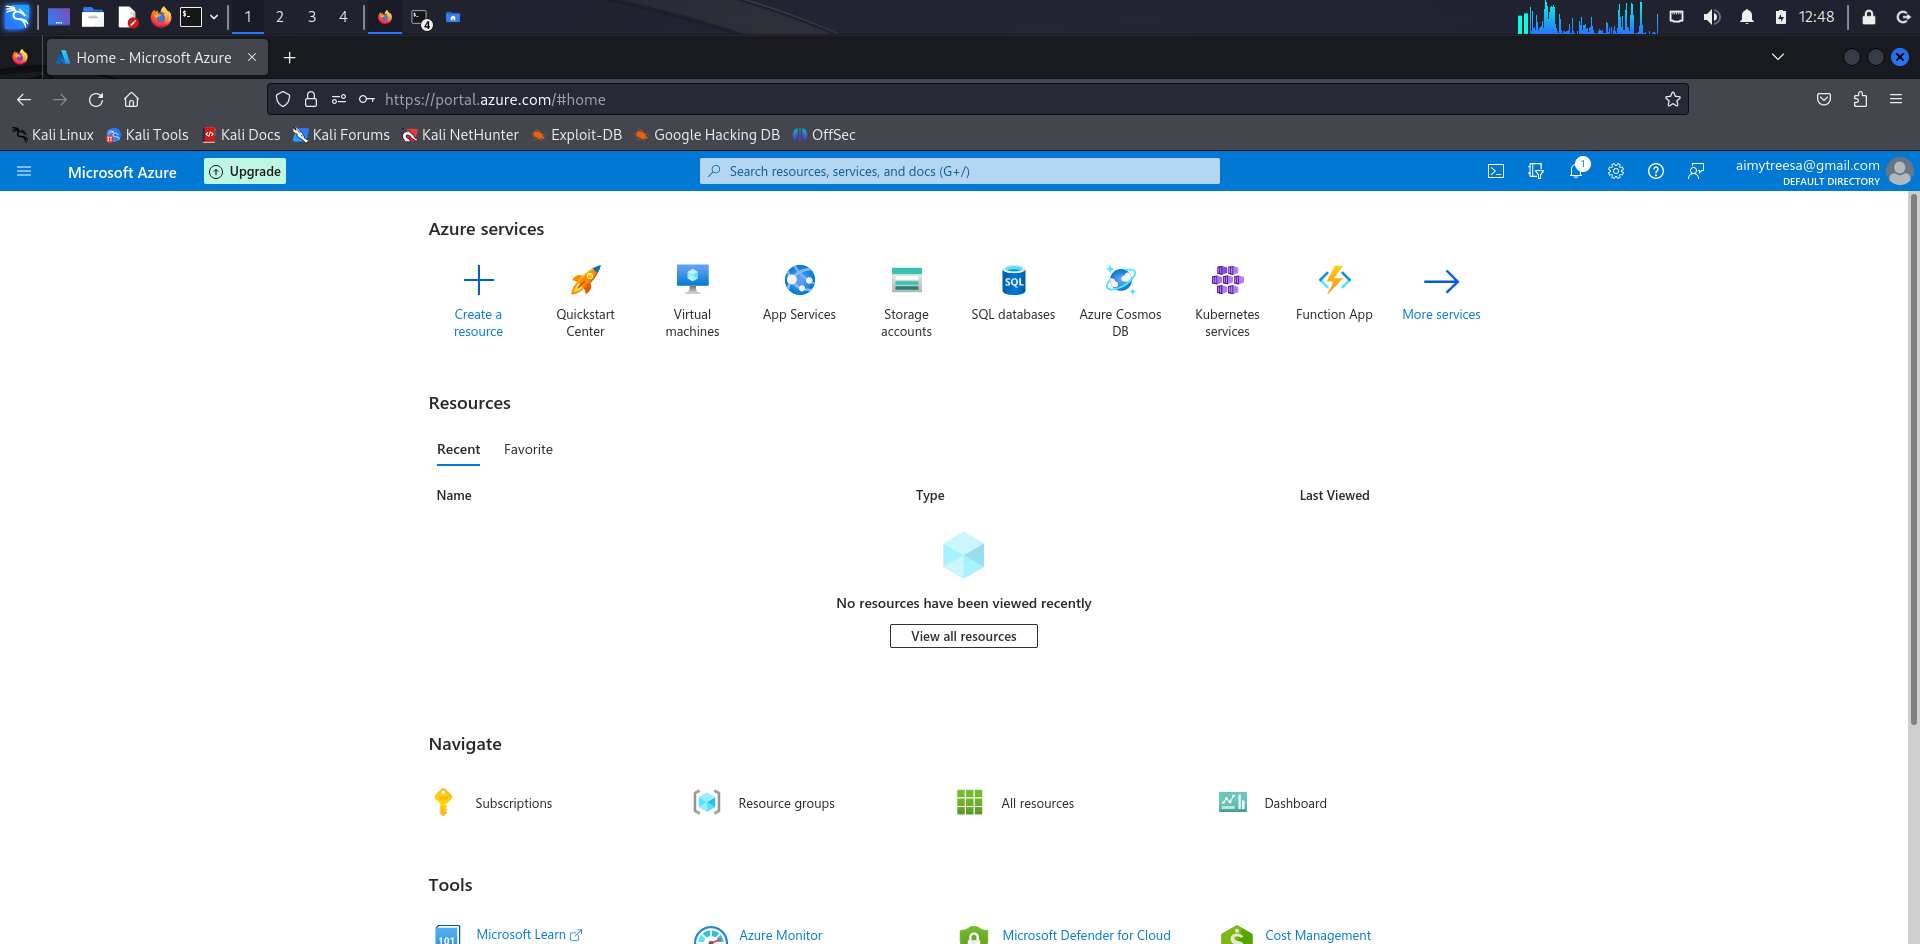 1 2 3 4 4 12:48
Home - Microsoft Azure
https://portal.azure.com/#home
Kali Linux Kali Tools Kali Docs Kali Forums Kali NetHunter Exploit-DB Google Hacking DB OffSec
Microsoft Azure Upgrade Search resources, services, and docs (G+/) 1 aimytreesa@gmail.com
DEFAULT DIRECTORY
Azure services
SQL
Create a Quickstart Virtual App Services Storage SQL databases Azure Cosmos Kubernetes Function App More services
resource Center machines accounts DB services
Resources
Recent Favorite
Name Type Last Viewed
No resources have been viewed recently
View all resources
Navigate
Subscriptions Resource groups All resources Dashboard
Tools
101 Microsoft Learn Azure Monitor Microsoft Defender for Cloud Cost Management